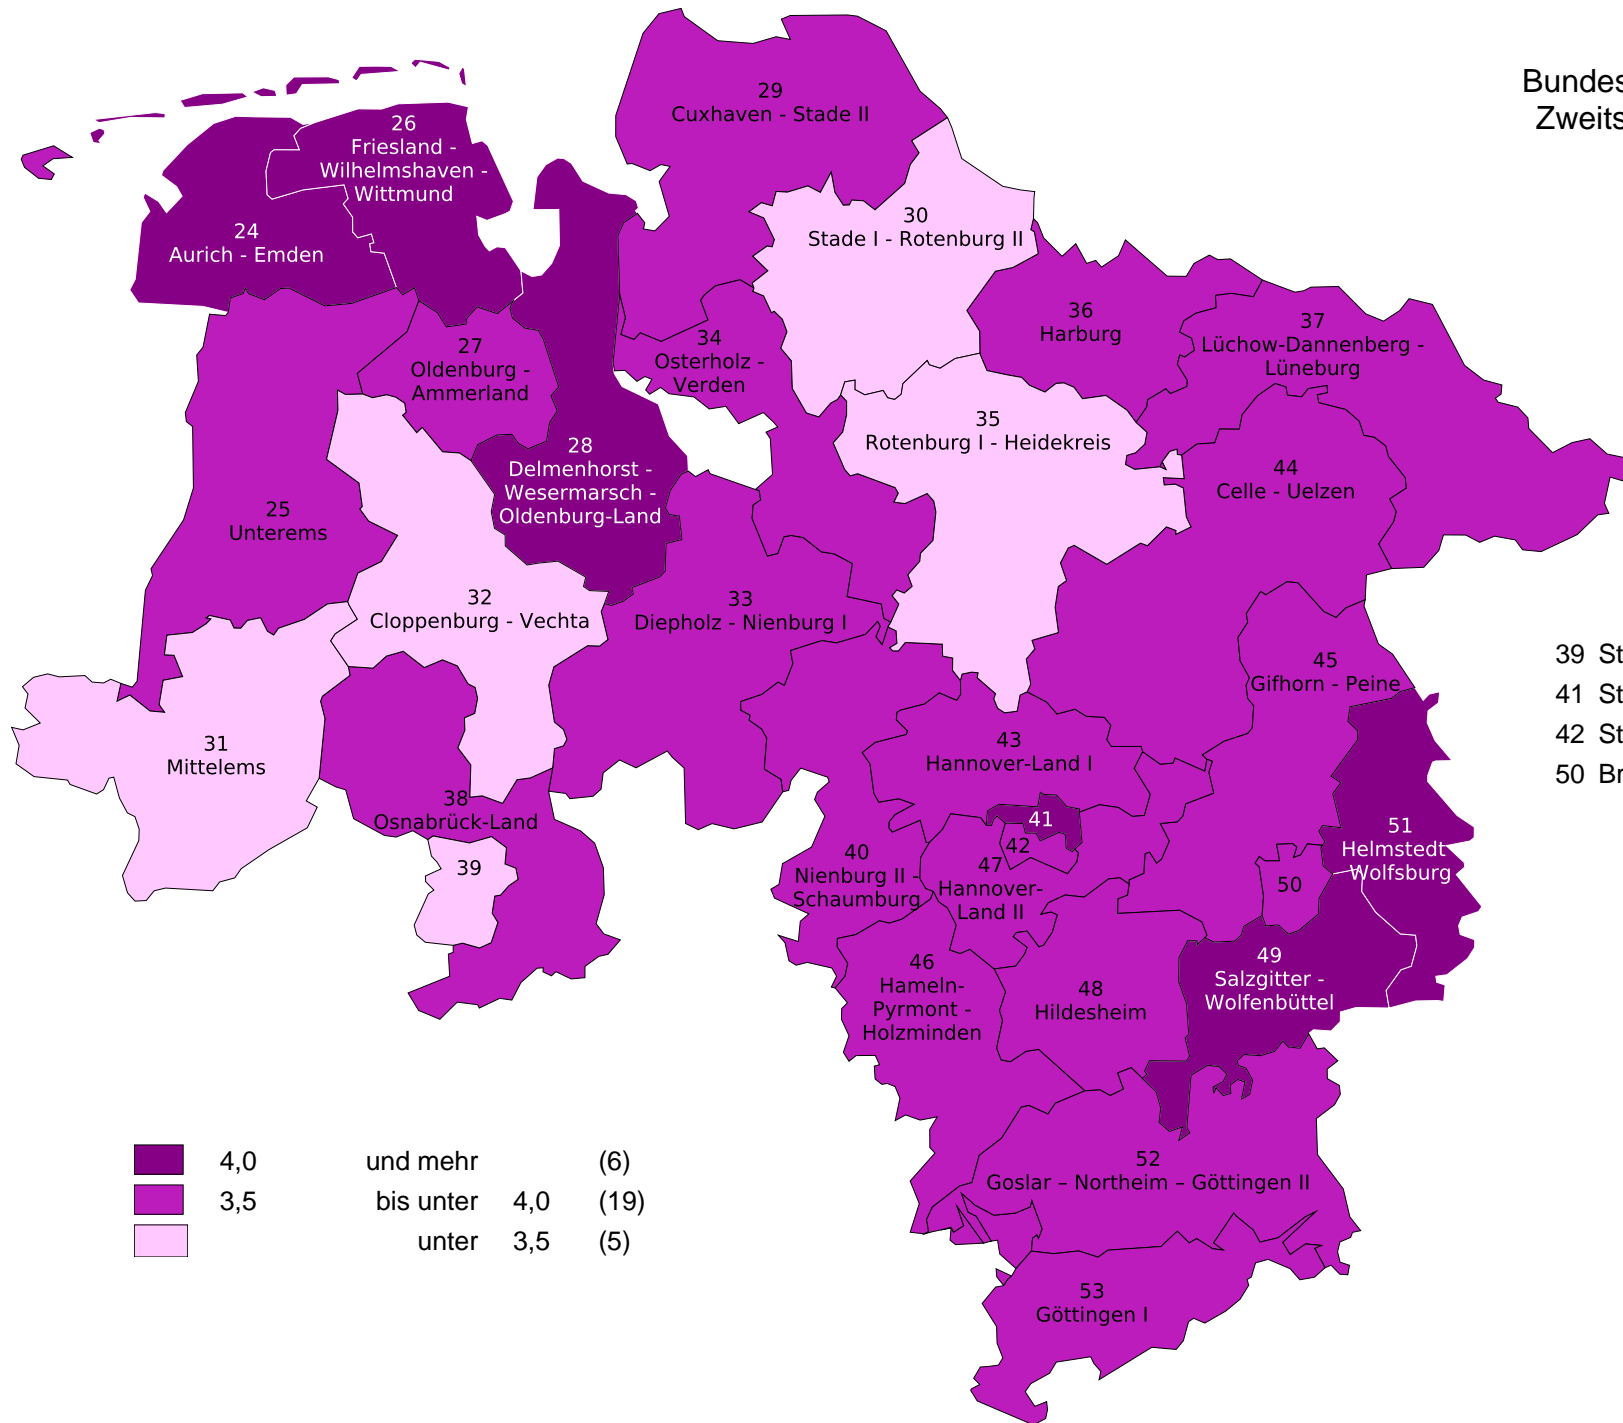 Bundes
Zweits
29
Cuxhaven - Stade II
26
Friesland -
Wilhelmshaven -
Wittmund
24
Aurich - Emden
30
Stade I - Rotenburg II
36
Harburg
37
Lüchow-Dannenberg -
Lüneburg
27
Oldenburg -
Ammerland
34
Osterholz -
Verden
35
Rotenburg I - Heidekreis
28
Delmenhorst -
Wesermarsch -
Oldenburg-Land
44
Celle - Uelzen
25
Unterems
32
Cloppenburg - Vechta
33
Diepholz - Nienburg I
45
Gifhorn - Peine
39 St
41 St
42 St
50 Br
31
Mittelems
43
Hannover-Land I
38
Osnabrück-Land
39
41
42
40
Nienburg II -
Schaumburg
47
Hannover-
Land II
50
51
Helmstedt -
Wolfsburg
46
Hameln-
Pyrmont -
Holzminden
48
Hildesheim
49
Salzgitter -
Wolfenbüttel
52
Goslar – Northeim – Göttingen II
53
Göttingen I
4,0 und mehr (6)
3,5 bis unter 4,0 (19)
unter 3,5 (5)